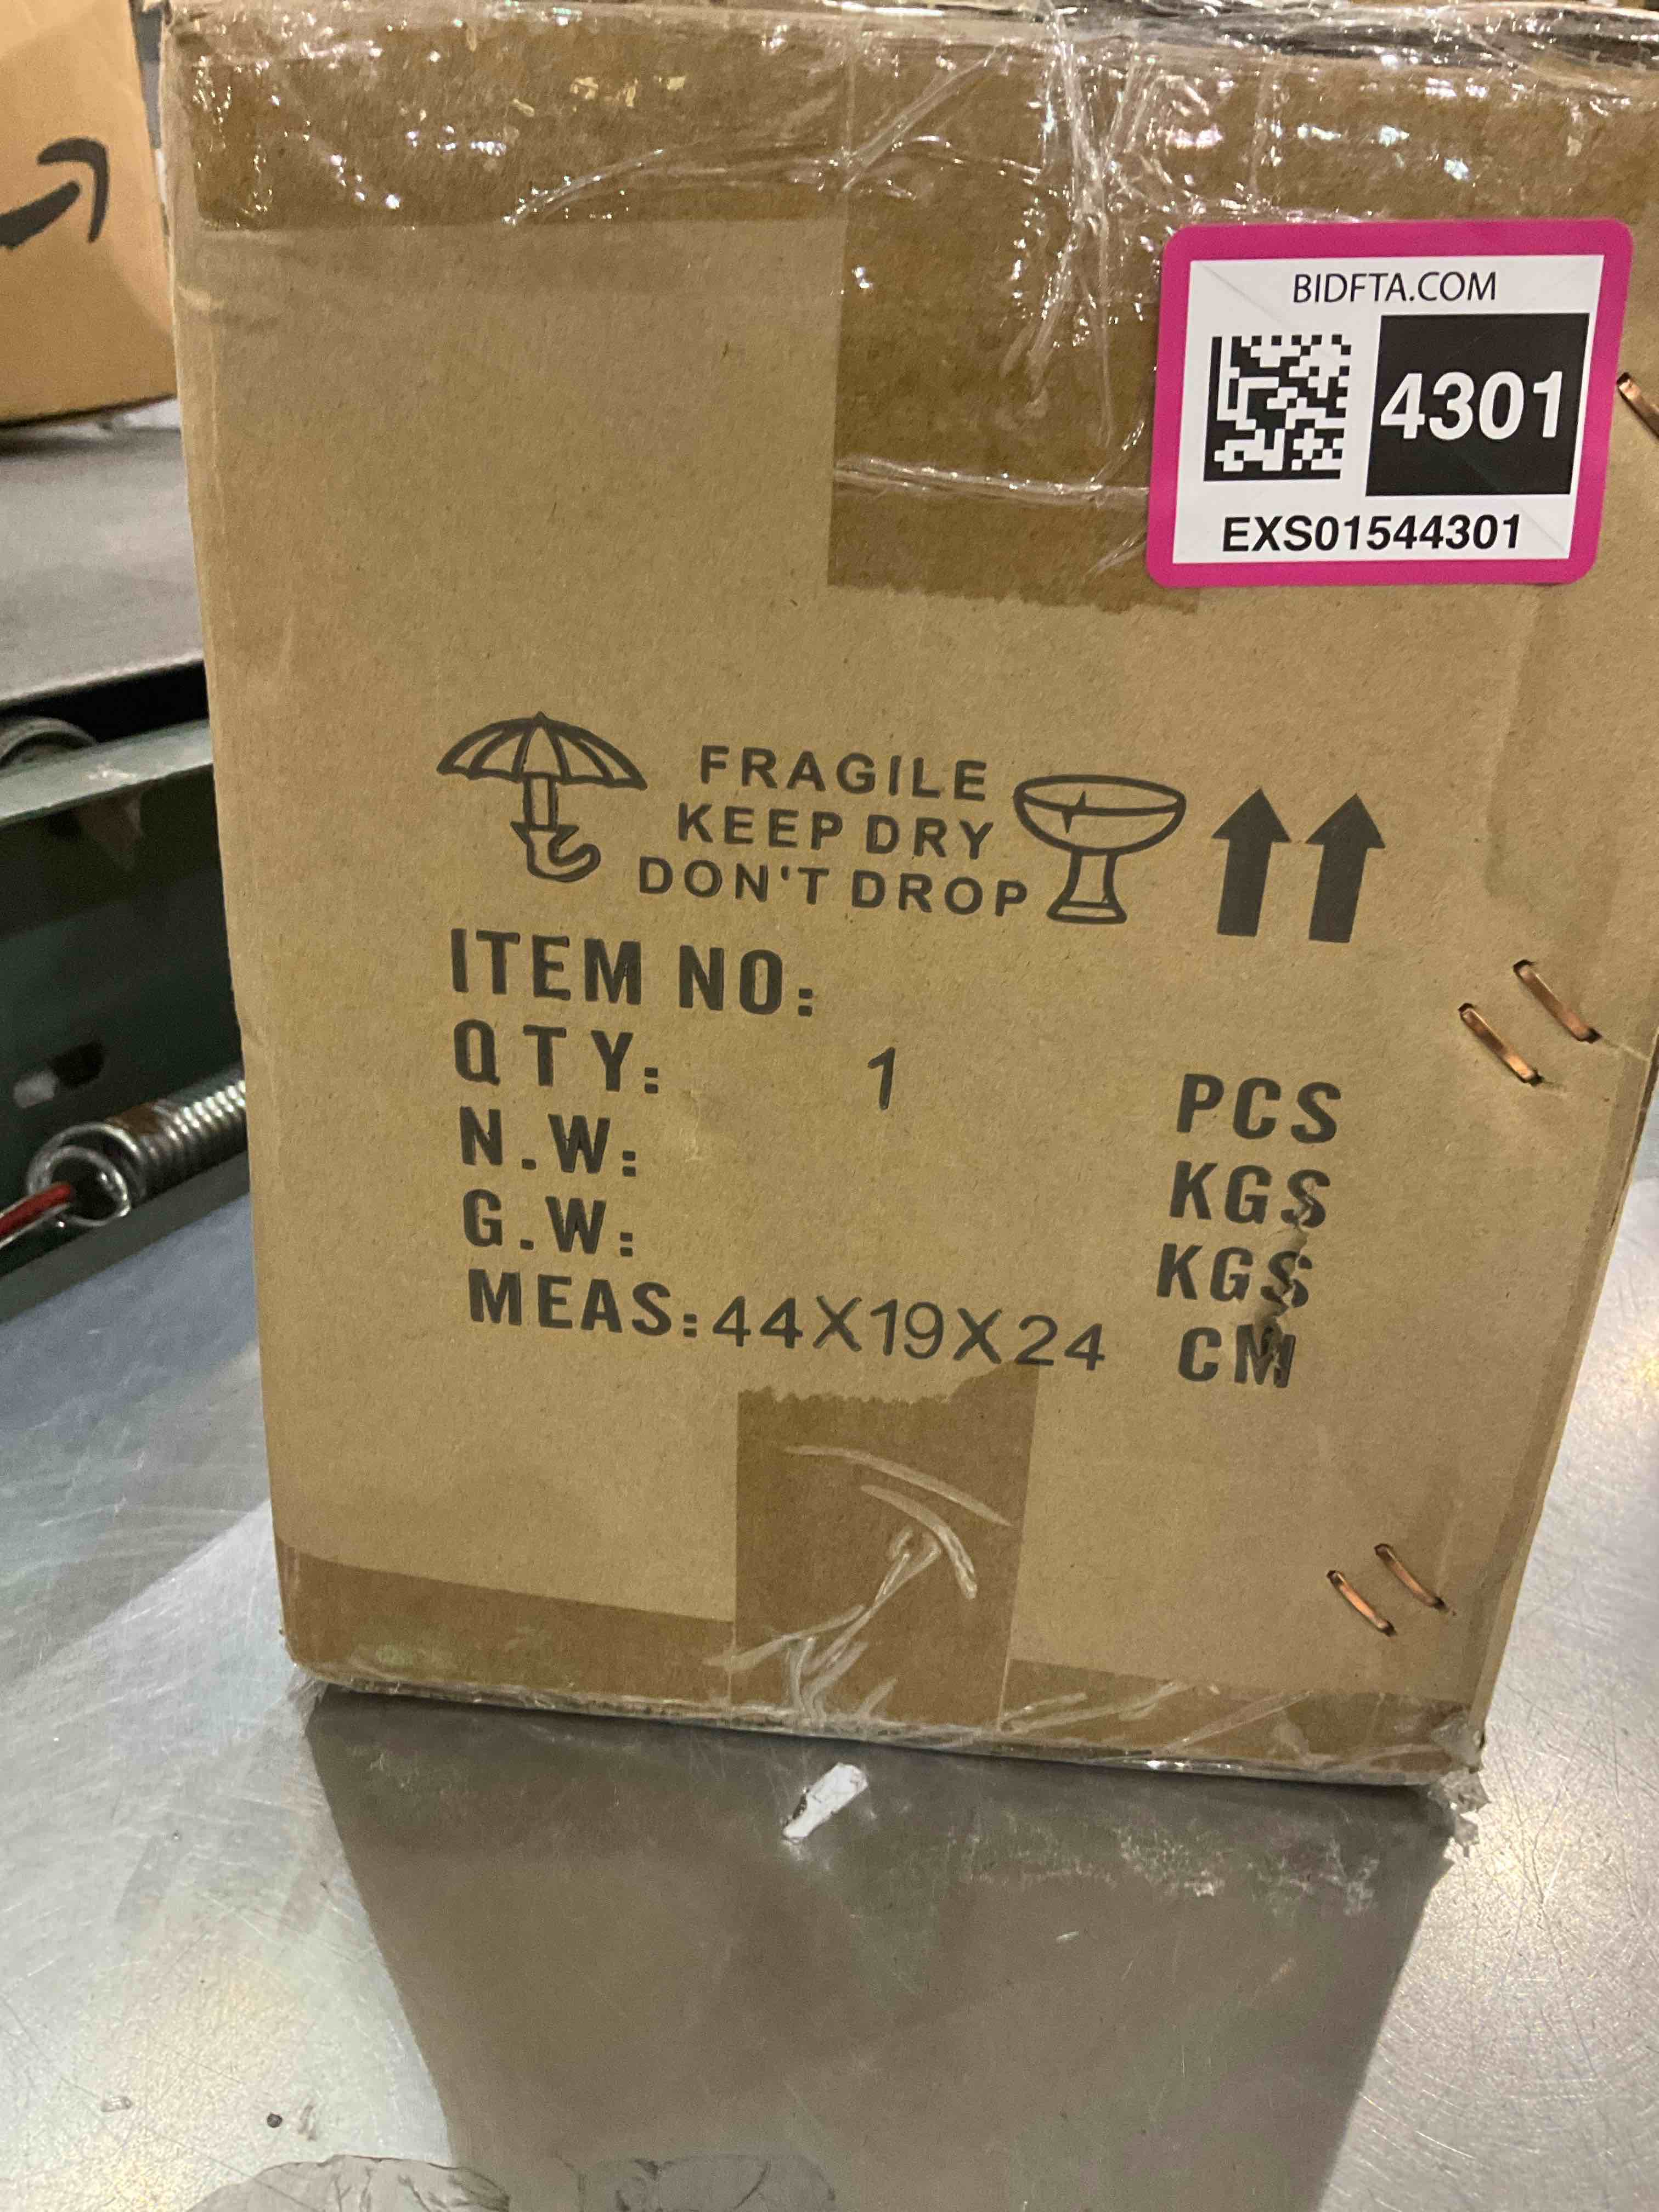 BIDFTA.COM
4301
EXS01544301
FRAGILE
KEEP DRY
DON'T DROP
ITEM NO:
QTY: 1 PCS
N.W: KGS
G.W: KGS
MEAS: 44X19X24 CM